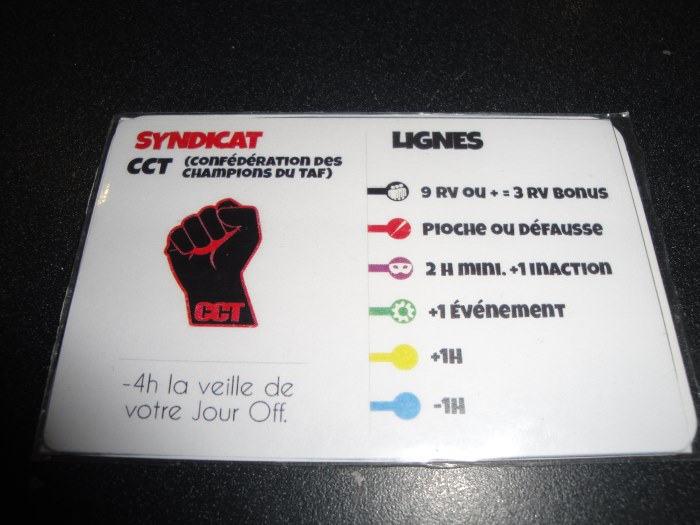 SYNDICAT
CCT (CONFÉDÉRATION DES
CHAMPIONS DU TAF)
CCT
-4h la veille de
votre Jour Off.
LIGNES
9 RV OU + = 3 RV BONUS
PIOCHE OU DÉFAUSSE
2 H MINI. +1 INACTION
+1 ÉVÉNEMENT
+1H
-1H